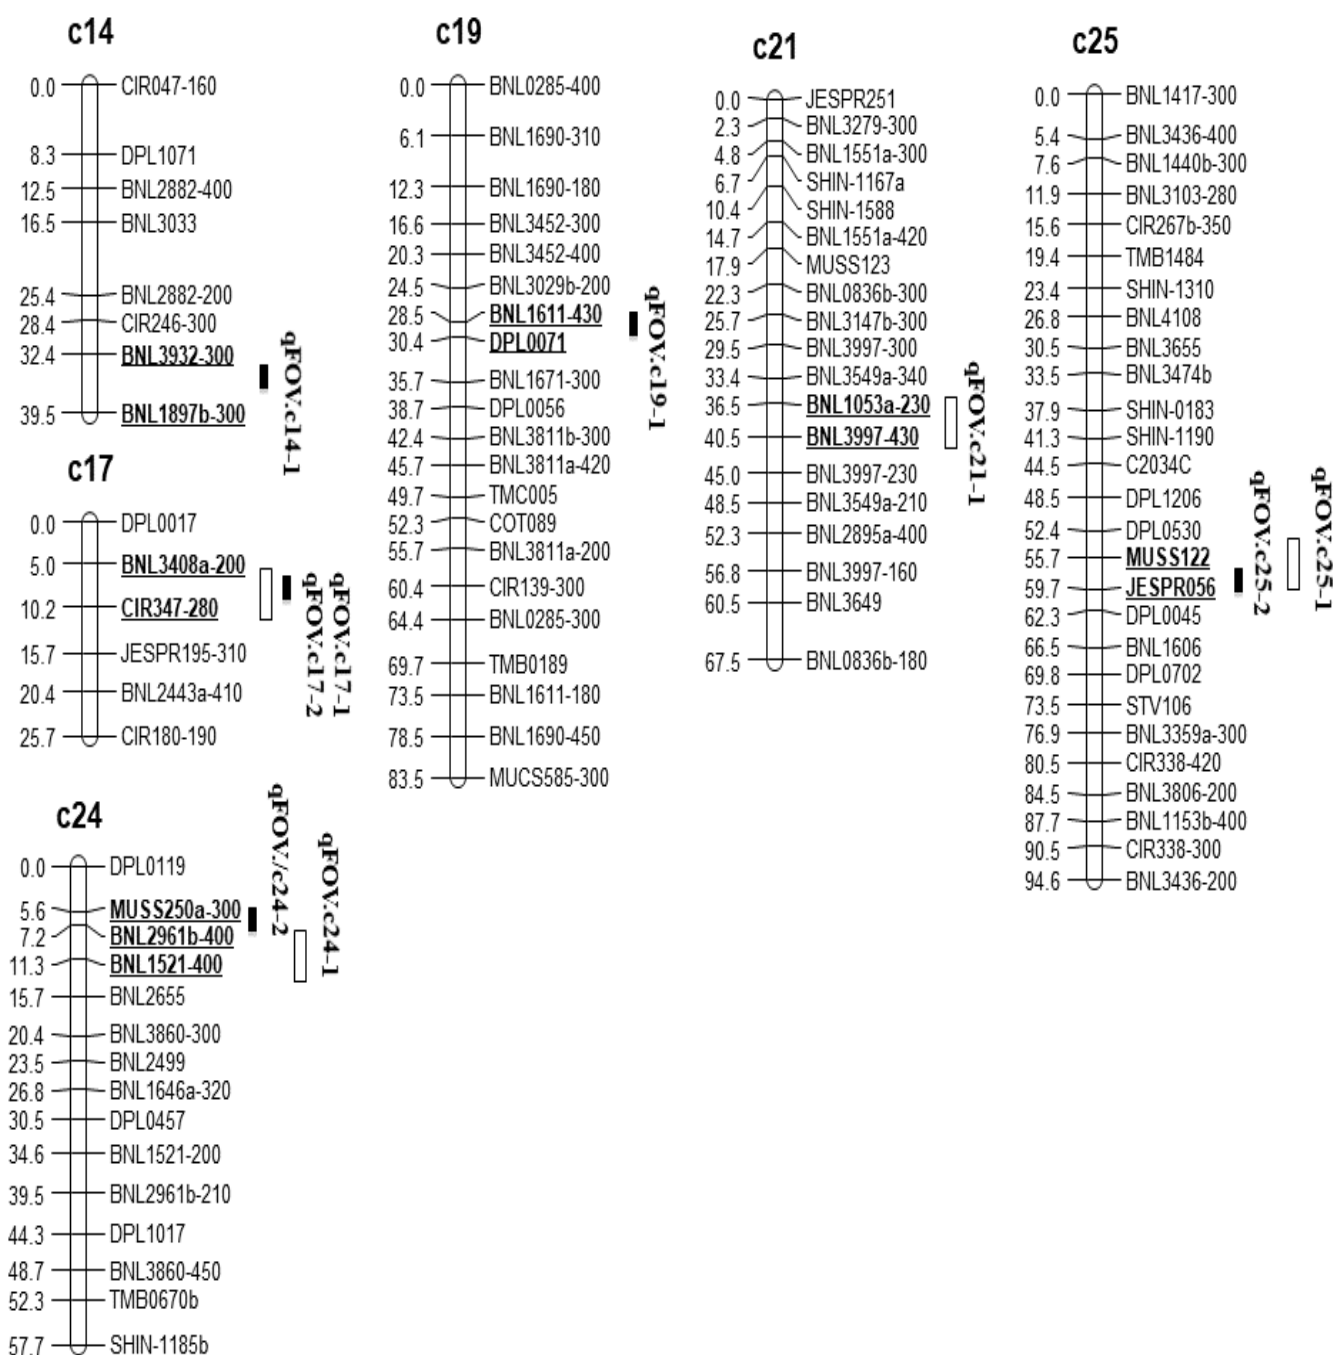 c14
0.0 CIR047-160
8.3 DPL1071
12.5 BNL2882-400
16.5 BNL3033
25.4 BNL2882-200
28.4 CIR246-300
32.4 BNL3932-300
39.5 BNL1897b-300
qFOV.c14-1
c17
0.0 DPL0017
5.0 BNL3408a-200
10.2 CIR347-280
15.7 JESPR195-310
20.4 BNL2443a-410
25.7 CIR180-190
qFOV.c17-2
qFOV.c17-1
c24
0.0 DPL0119
5.6 MUSS250a-300
7.2 BNL2961b-400
11.3 BNL1521-400
15.7 BNL2655
20.4 BNL3860-300
23.5 BNL2499
26.8 BNL1646a-320
30.5 DPL0457
34.6 BNL1521-200
39.5 BNL2961b-210
44.3 DPL1017
48.7 BNL3860-450
52.3 TMB0670b
57.7 SHIN-1185b
qFOV./c24-2
qFOV.c24-1
c19
0.0 BNL0285-400
6.1 BNL1690-310
12.3 BNL1690-180
16.6 BNL3452-300
20.3 BNL3452-400
24.5 BNL3029b-200
28.5 BNL1611-430
30.4 DPL0071
35.7 BNL1671-300
38.7 DPL0056
42.4 BNL3811b-300
45.7 BNL3811a-420
49.7 TMC005
52.3 COT089
55.7 BNL3811a-200
60.4 CIR139-300
64.4 BNL0285-300
69.7 TMB0189
73.5 BNL1611-180
78.5 BNL1690-450
83.5 MUCS585-300
qFOV.c19-1
c21
0.0 JESPR251
2.3 BNL3279-300
4.8 BNL1551a-300
6.7 SHIN-1167a
10.4 SHIN-1588
14.7 BNL1551a-420
17.9 MUSS123
22.3 BNL0836b-300
25.7 BNL3147b-300
29.5 BNL3997-300
33.4 BNL3549a-340
36.5 BNL1053a-230
40.5 BNL3997-430
45.0 BNL3997-230
48.5 BNL3549a-210
52.3 BNL2895a-400
56.8 BNL3997-160
60.5 BNL3649
67.5 BNL0836b-180
qFOV.c21-1
c25
0.0 BNL1417-300
5.4 BNL3436-400
7.6 BNL1440b-300
11.9 BNL3103-280
15.6 CIR267b-350
19.4 TMB1484
23.4 SHIN-1310
26.8 BNL4108
30.5 BNL3655
33.5 BNL3474b
37.9 SHIN-0183
41.3 SHIN-1190
44.5 C2034C
48.5 DPL1206
52.4 DPL0530
55.7 MUSS122
59.7 JESPR056
62.3 DPL0045
66.5 BNL1606
69.8 DPL0702
73.5 STV106
76.9 BNL3359a-300
80.5 CIR338-420
84.5 BNL3806-200
87.7 BNL1153b-400
90.5 CIR338-300
94.6 BNL3436-200
qFOV.c25-2
qFOV.c25-1